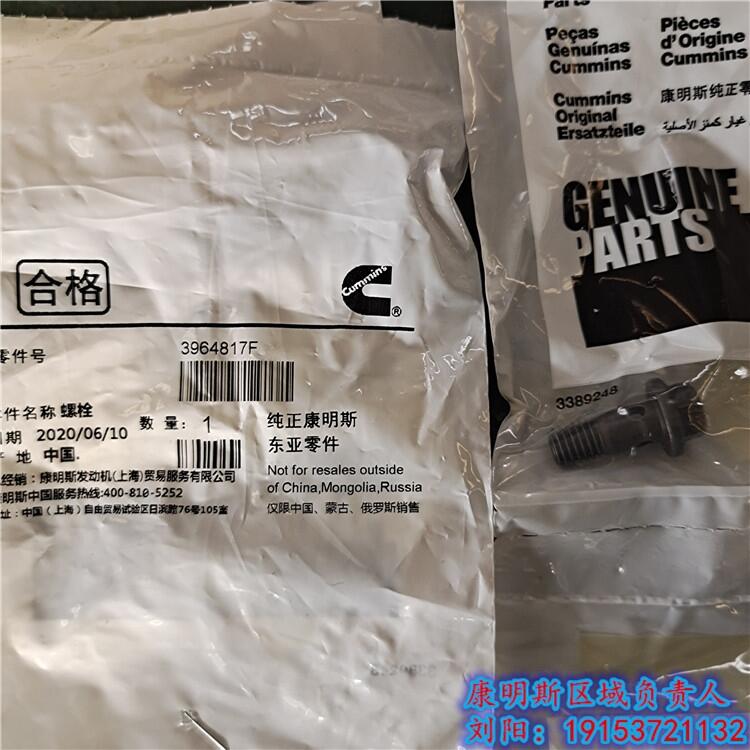 合格
Cummins
®
零件号 3964817F
件名称 螺栓
数量: 1
日期 2020/06/10
产 地 中国.
经销: 康明斯发动机(上海)贸易服务有限公司
康明斯中国服务热线:400-810-5252
址: 中国(上海)自由贸易试验区日滨路76号105室
纯正康明斯
东亚零件
Not for resales outside
of China,Mongolia,Russia
仅限中国、蒙古、俄罗斯销售
Parts
Peças
Genuínas
Cummins
Pièces
d'Origine
Cummins
Cummins
Original
Ersatzteile
康明斯纯正零
غيار كمنز الأصلية
GENUINE
PARTS
3389248
康明斯区域负责人
刘阳：19153721132